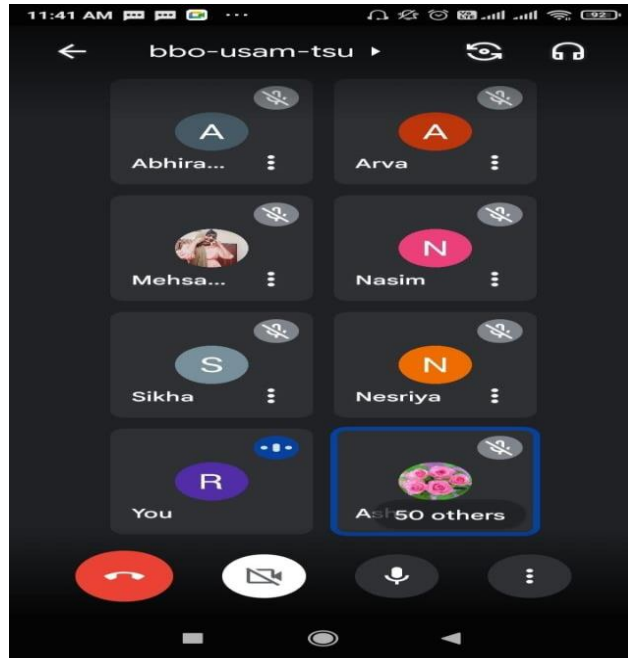 11:41 AM ··· 92
bbo-usam-tsu
A A
Abhira... Arva
N
Mehsa... Nasim
S N
Sikha Nesriya
R
You 50 others